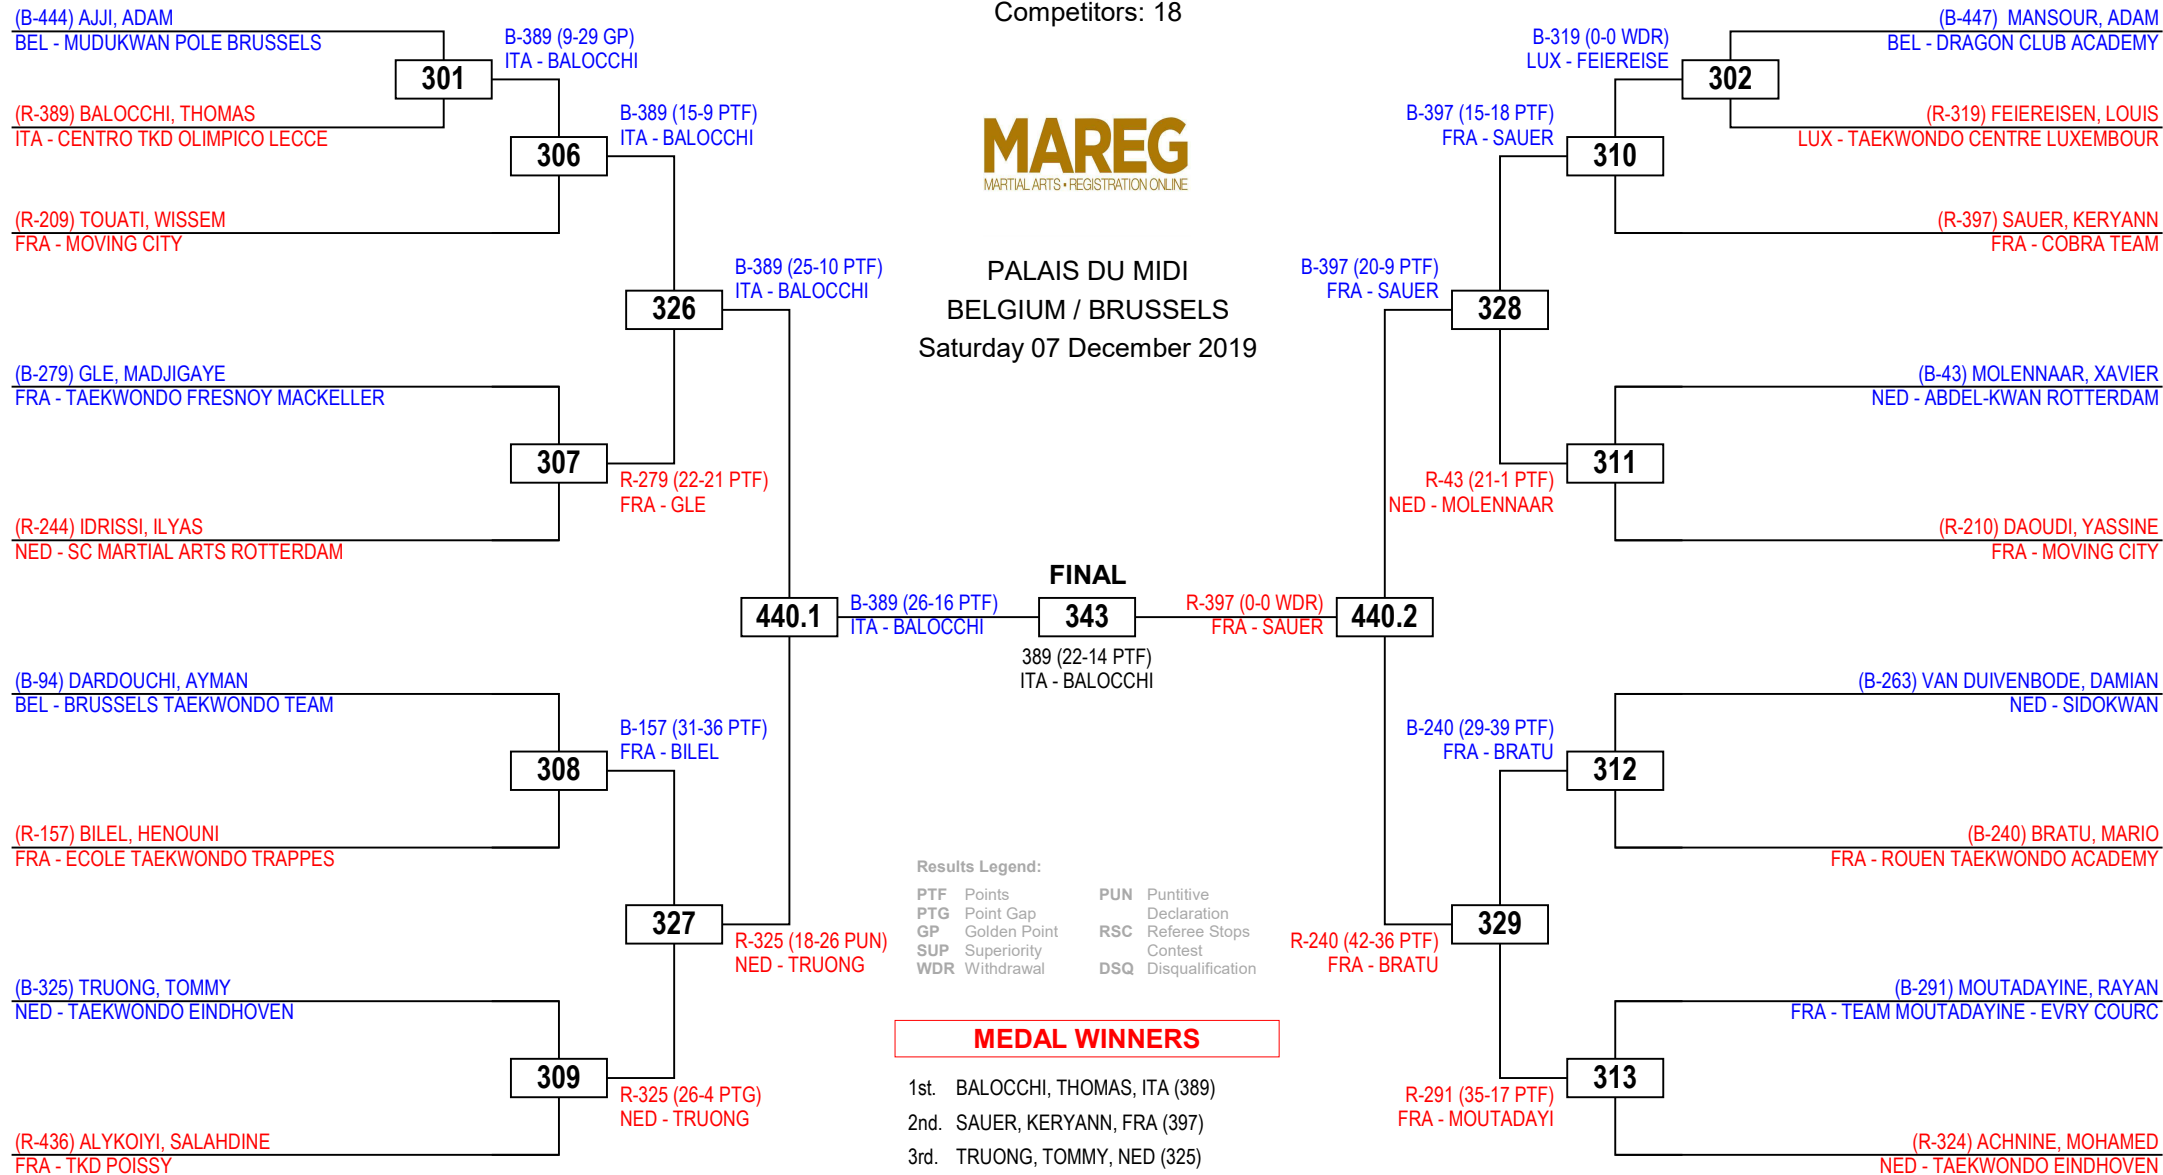 Competitors: 18
(B-444) AJJI, ADAM
BEL - MUDUKWAN POLE BRUSSELS
301
B-389 (9-29 GP)
ITA - BALOCCHI
(R-389) BALOCCHI, THOMAS
ITA - CENTRO TKD OLIMPICO LECCE
306
B-389 (15-9 PTF)
ITA - BALOCCHI
(R-209) TOUATI, WISSEM
FRA - MOVING CITY
326
B-389 (25-10 PTF)
ITA - BALOCCHI
(B-279) GLE, MADJIGAYE
FRA - TAEKWONDO FRESNOY MACKELLER
307
R-279 (22-21 PTF)
FRA - GLE
(R-244) IDRISSI, ILYAS
NED - SC MARTIAL ARTS ROTTERDAM
440.1
B-389 (26-16 PTF)
ITA - BALOCCHI
(B-94) DARDOUCHI, AYMAN
BEL - BRUSSELS TAEKWONDO TEAM
308
B-157 (31-36 PTF)
FRA - BILEL
(R-157) BILEL, HENOUNI
FRA - ECOLE TAEKWONDO TRAPPES
327
R-325 (18-26 PUN)
NED - TRUONG
(B-325) TRUONG, TOMMY
NED - TAEKWONDO EINDHOVEN
309
R-325 (26-4 PTG)
NED - TRUONG
(R-436) ALYKOIYI, SALAHDINE
FRA - TKD POISSY
MAREG
MARTIAL ARTS • REGISTRATION ONLINE
PALAIS DU MIDI
BELGIUM / BRUSSELS
Saturday 07 December 2019
FINAL
343
389 (22-14 PTF)
ITA - BALOCCHI
Results Legend:
PTF Points
PTG Point Gap
GP Golden Point
SUP Superiority
WDR Withdrawal
PUN Puntitive
Declaration
RSC Referee Stops
Contest
DSQ Disqualification
MEDAL WINNERS
1st. BALOCCHI, THOMAS, ITA (389)
2nd. SAUER, KERYANN, FRA (397)
3rd. TRUONG, TOMMY, NED (325)
(B-447) MANSOUR, ADAM
BEL - DRAGON CLUB ACADEMY
B-319 (0-0 WDR)
LUX - FEIEREISE
302
(R-319) FEIEREISEN, LOUIS
LUX - TAEKWONDO CENTRE LUXEMBOUR
B-397 (15-18 PTF)
FRA - SAUER
310
(R-397) SAUER, KERYANN
FRA - COBRA TEAM
B-397 (20-9 PTF)
FRA - SAUER
328
(B-43) MOLENNAAR, XAVIER
NED - ABDEL-KWAN ROTTERDAM
311
R-43 (21-1 PTF)
NED - MOLENNAAR
(R-210) DAOUDI, YASSINE
FRA - MOVING CITY
R-397 (0-0 WDR)
FRA - SAUER
440.2
(B-263) VAN DUIVENBODE, DAMIAN
NED - SIDOKWAN
B-240 (29-39 PTF)
FRA - BRATU
312
(B-240) BRATU, MARIO
FRA - ROUEN TAEKWONDO ACADEMY
R-240 (42-36 PTF)
FRA - BRATU
329
(B-291) MOUTADAYINE, RAYAN
FRA - TEAM MOUTADAYINE - EVRY COURC
313
R-291 (35-17 PTF)
FRA - MOUTADAYI
(R-324) ACHNINE, MOHAMED
NED - TAEKWONDO EINDHOVEN